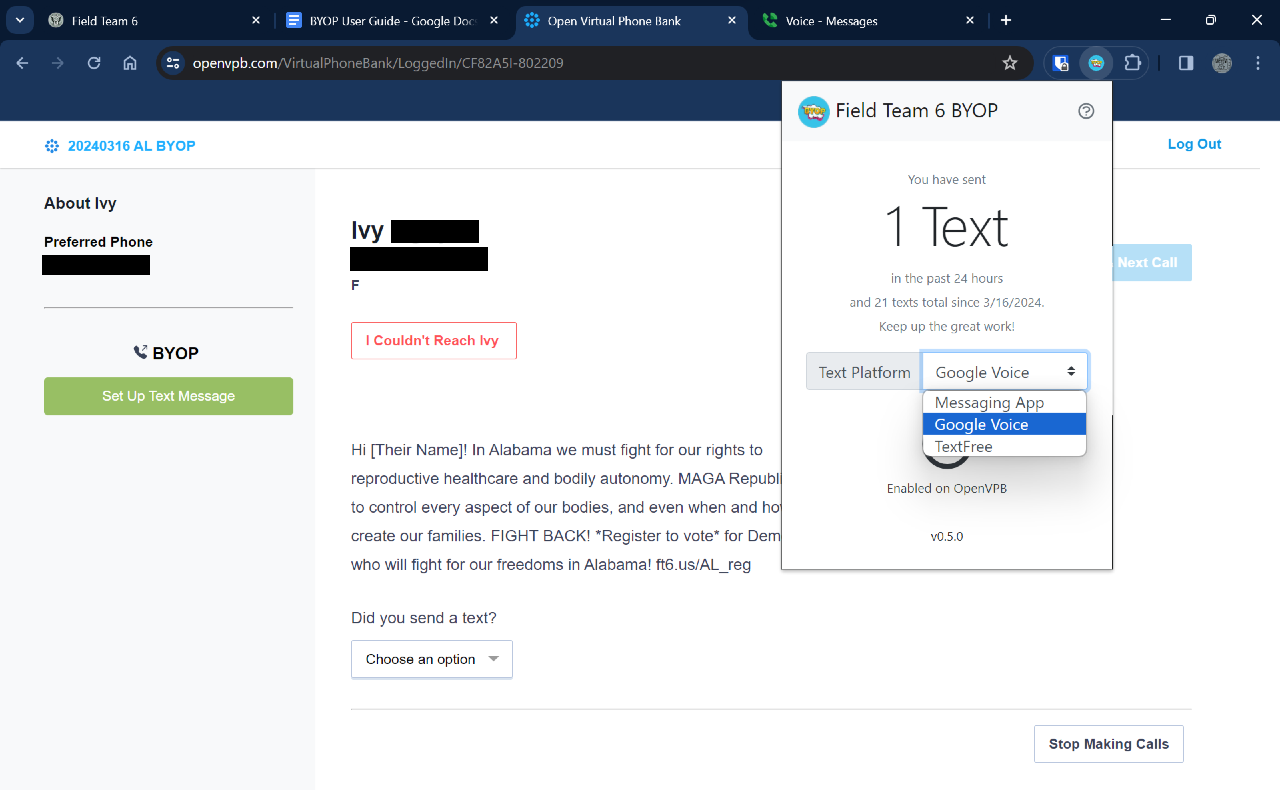 Field Team 6
BYOP User Guide - Google Docs
Open Virtual Phone Bank
Voice - Messages
openvpb.com/VirtualPhoneBank/LoggedIn/CF82A5I-802209
Field Team 6 BYOP
20240316 AL BYOP
Log Out
You have sent
1 Text
in the past 24 hours
and 21 texts total since 3/16/2024.
Keep up the great work!
Text Platform
Google Voice
Messaging App
Google Voice
TextFree
Enabled on OpenVPB
v0.5.0
About Ivy
Preferred Phone
BYOP
Set Up Text Message
Ivy
F
Next Call
I Couldn't Reach Ivy
Hi [Their Name]! In Alabama we must fight for our rights to
reproductive healthcare and bodily autonomy. MAGA Republi
to control every aspect of our bodies, and even when and ho
create our families. FIGHT BACK! *Register to vote* for Dem
who will fight for our freedoms in Alabama! ft6.us/AL_reg
Did you send a text?
Choose an option
Stop Making Calls